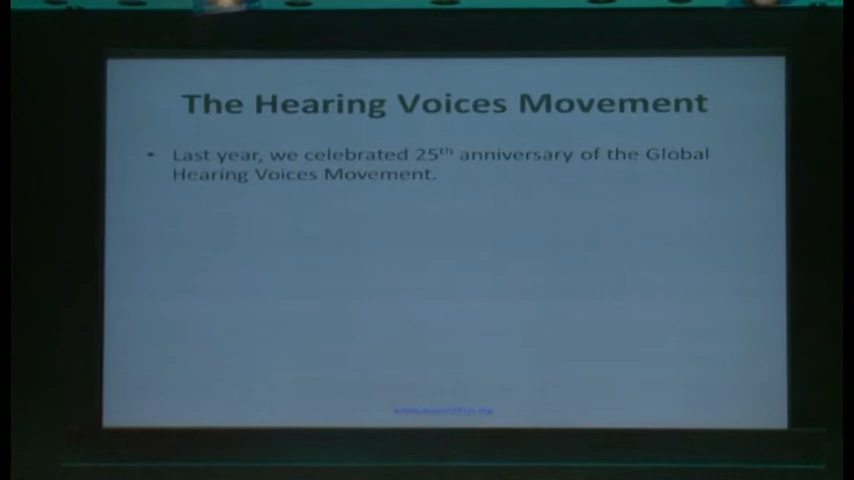 The Hearing Voices Movement
• Last year, we celebrated 25th anniversary of the Global
Hearing Voices Movement.